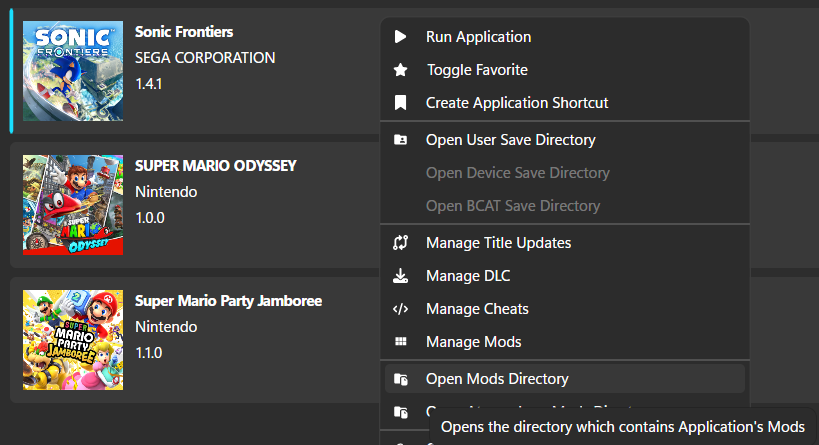 SONIC
FRONTIERS
Sonic Frontiers
SEGA CORPORATION
1.4.1
SUPER
MARIO
ODYSSEY
SUPER MARIO ODYSSEY
Nintendo
1.0.0
SUPER
MARIO PARTY
JAMBOREE
Super Mario Party Jamboree
Nintendo
1.1.0
Run Application
Toggle Favorite
Create Application Shortcut
Open User Save Directory
Open Device Save Directory
Open BCAT Save Directory
Manage Title Updates
Manage DLC
Manage Cheats
Manage Mods
Open Mods Directory
Opens the directory which contains Application's Mods